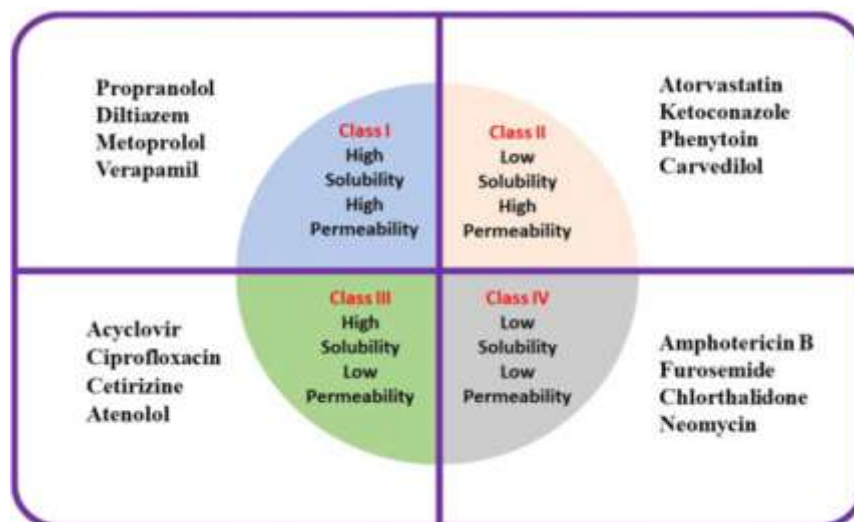 Propranolol
Diltiazem
Metoprolol
Verapamil
Class I
High
Solubility
High
Permeability
Class II
Low
Solubility
High
Permeability
Atorvastatin
Ketoconazole
Phenytoin
Carvedilol
Acyclovir
Ciprofloxacin
Cetirizine
Atenolol
Class III
High
Solubility
Low
Permeability
Class IV
Low
Solubility
Low
Permeability
Amphotericin B
Furosemide
Chlorthalidone
Neomycin